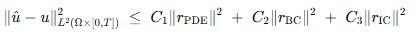 ‖û − u‖²_{L²(Ω×[0,T])} ≤ C₁‖r_PDE‖² + C₂‖r_BC‖² + C₃‖r_IC‖²